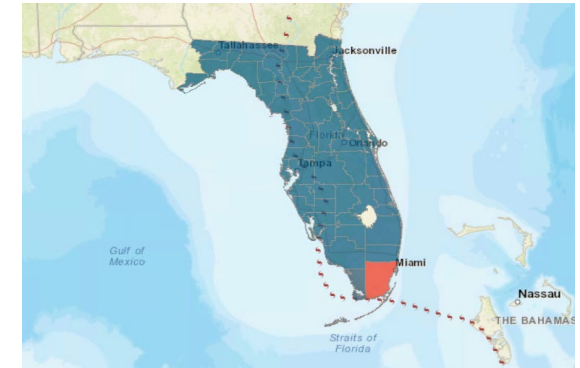 Tallahassee
Jacksonville
Florida
Orlando
Tampa
Gulf of
Mexico
Miami
Nassau
THE BAHAMAS
Straits of
Florida